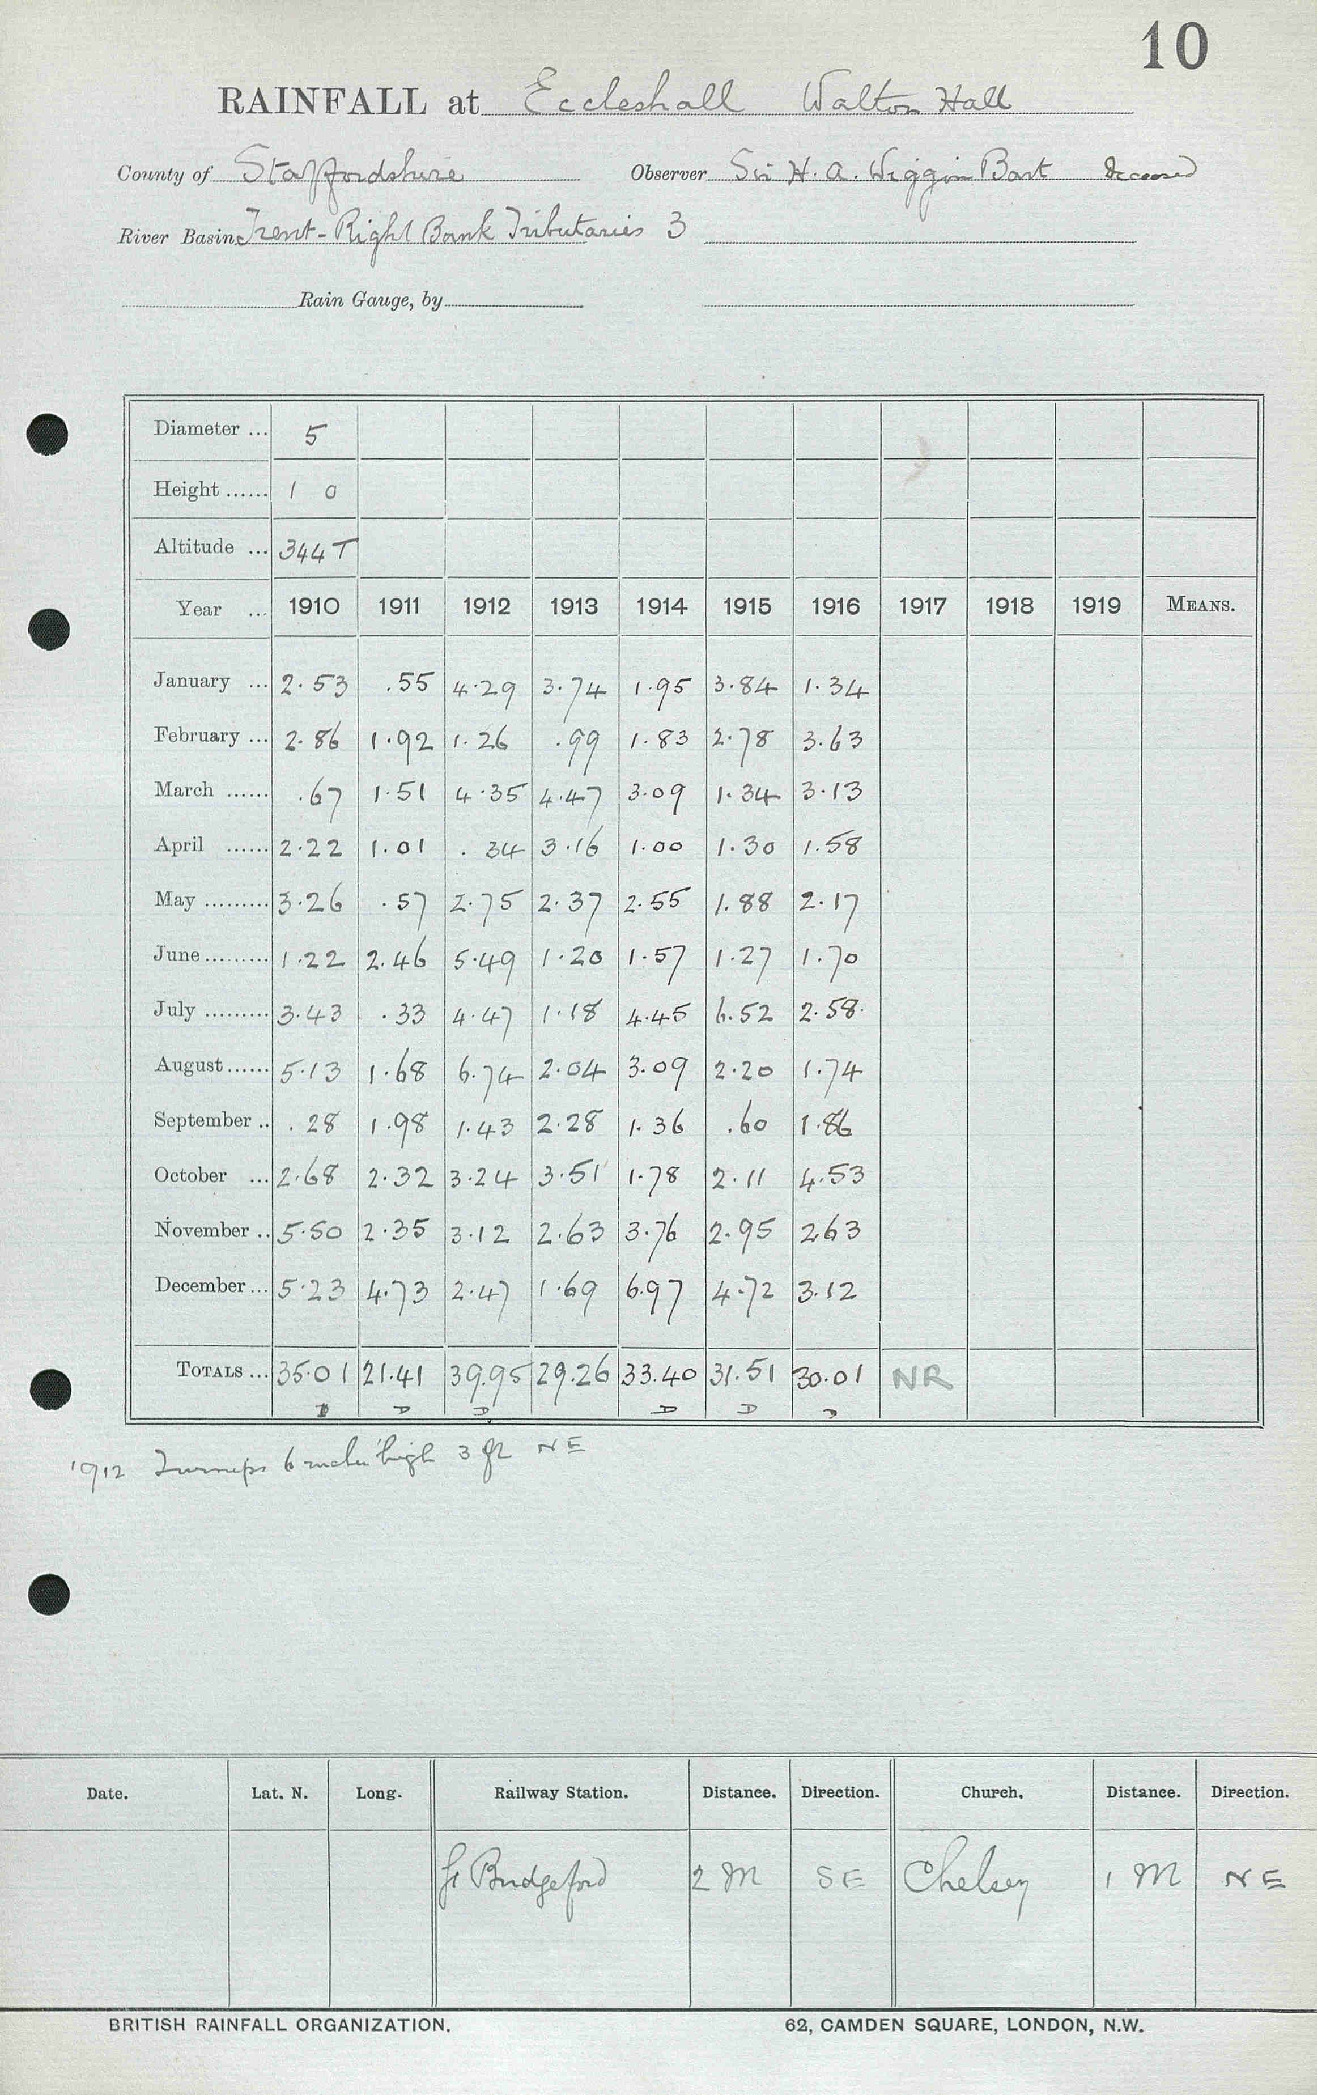 10
RAINFALL at Eccleshall Walton Hall
County of Staffordshire Observer Sir H. A. Wiggin Bart deceased
River Basin Trent - Right Bank Tributaries 3
Rain Gauge, by
Diameter ... 5
Height ...... 1 0
Altitude ... 344 T
Year ... 1910 1911 1912 1913 1914 1915 1916 1917 1918 1919 MEANS.
January ... 2.53 .55 4.29 3.74 1.95 3.84 1.34
February ... 2.86 1.92 1.26 .99 1.83 2.78 3.63
March ...... .67 1.51 4.35 4.47 3.09 1.34 3.13
April ...... 2.22 1.01 .34 3.16 1.00 1.30 1.58
May ......... 3.26 .57 2.75 2.37 2.55 1.88 2.17
June ......... 1.22 2.46 5.49 1.20 1.57 1.27 1.70
July ......... 3.43 .33 4.47 1.18 4.45 6.52 2.58
August ...... 5.13 1.68 6.74 2.04 3.09 2.20 1.74
September .. .28 1.98 1.43 2.28 1.36 .60 1.86
October ... 2.68 2.32 3.24 3.51 1.78 2.11 4.53
November .. 5.50 2.35 3.12 2.63 3.76 2.95 2.63
December ... 5.23 4.73 2.47 1.69 6.97 4.72 3.12
TOTALS ... 35.01 21.41 39.95 29.26 33.40 31.51 30.01 NR
D D D D D D
1912 Turnips 6 inches high 3 ft NE
Date. Lat. N. Long. Railway Station. Distance. Direction. Church. Distance. Direction.
Bridgeford 2 M SE Chelsey 1 M NE
BRITISH RAINFALL ORGANIZATION. 62, CAMDEN SQUARE, LONDON, N.W.